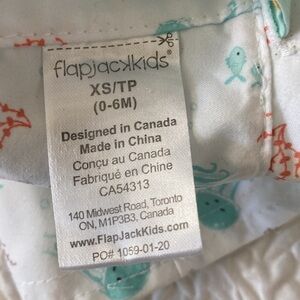 flapjackkids®
XS/TP
(0-6M)
Designed in Canada
Made in China
Conçu au Canada
Fabriqué en Chine
CA54313
140 Midwest Road, Toronto
ON, M1P3B3, Canada
www.FlapJackKids.com
PO# 1059-01-20